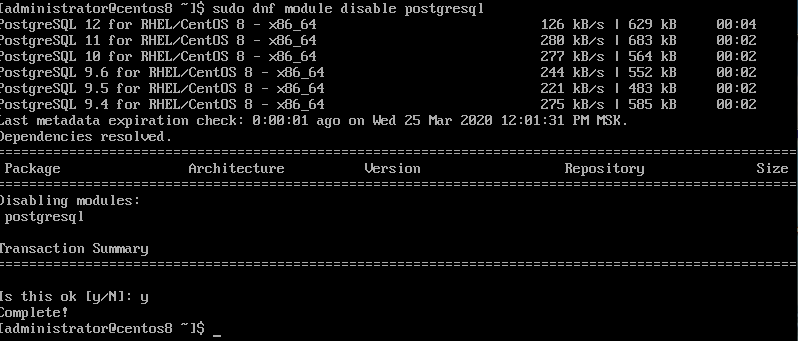 [administrator@centos8 ~]$ sudo dnf module disable postgresql
PostgreSQL 12 for RHEL/CentOS 8 - x86_64 126 kB/s | 629 kB 00:04
PostgreSQL 11 for RHEL/CentOS 8 - x86_64 280 kB/s | 683 kB 00:02
PostgreSQL 10 for RHEL/CentOS 8 - x86_64 277 kB/s | 564 kB 00:02
PostgreSQL 9.6 for RHEL/CentOS 8 - x86_64 244 kB/s | 552 kB 00:02
PostgreSQL 9.5 for RHEL/CentOS 8 - x86_64 221 kB/s | 483 kB 00:02
PostgreSQL 9.4 for RHEL/CentOS 8 - x86_64 275 kB/s | 585 kB 00:02
Last metadata expiration check: 0:00:01 ago on Wed 25 Mar 2020 12:01:31 PM MSK.
Dependencies resolved.
================================================================================
Package Architecture Version Repository Size
================================================================================
Disabling modules:
postgresql
Transaction Summary
================================================================================
Is this ok [y/N]: y
Complete!
[administrator@centos8 ~]$ _